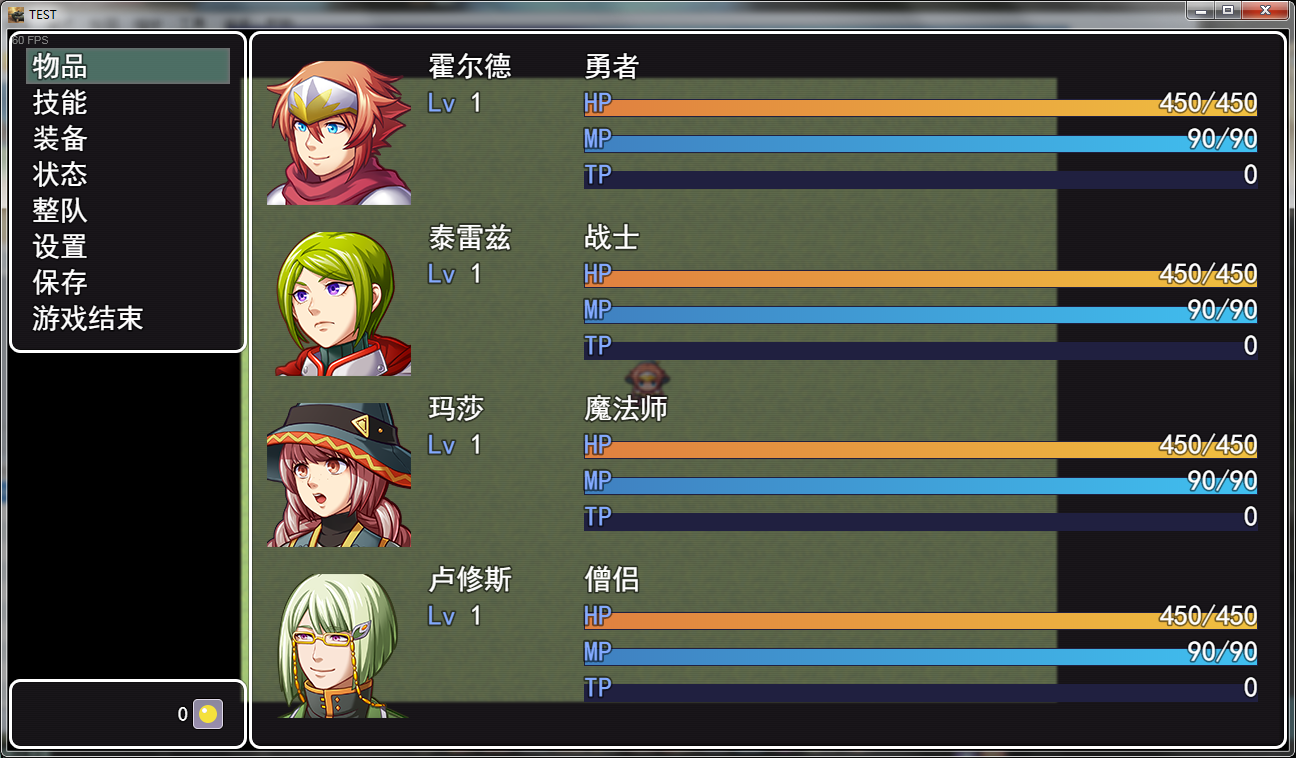 TEST
60 FPS
物品
技能
装备
状态
整队
设置
保存
游戏结束
0
霍尔德 勇者
Lv 1
HP 450/450
MP 90/90
TP 0
泰雷兹 战士
Lv 1
HP 450/450
MP 90/90
TP 0
玛莎 魔法师
Lv 1
HP 450/450
MP 90/90
TP 0
卢修斯 僧侣
Lv 1
HP 450/450
MP 90/90
TP 0